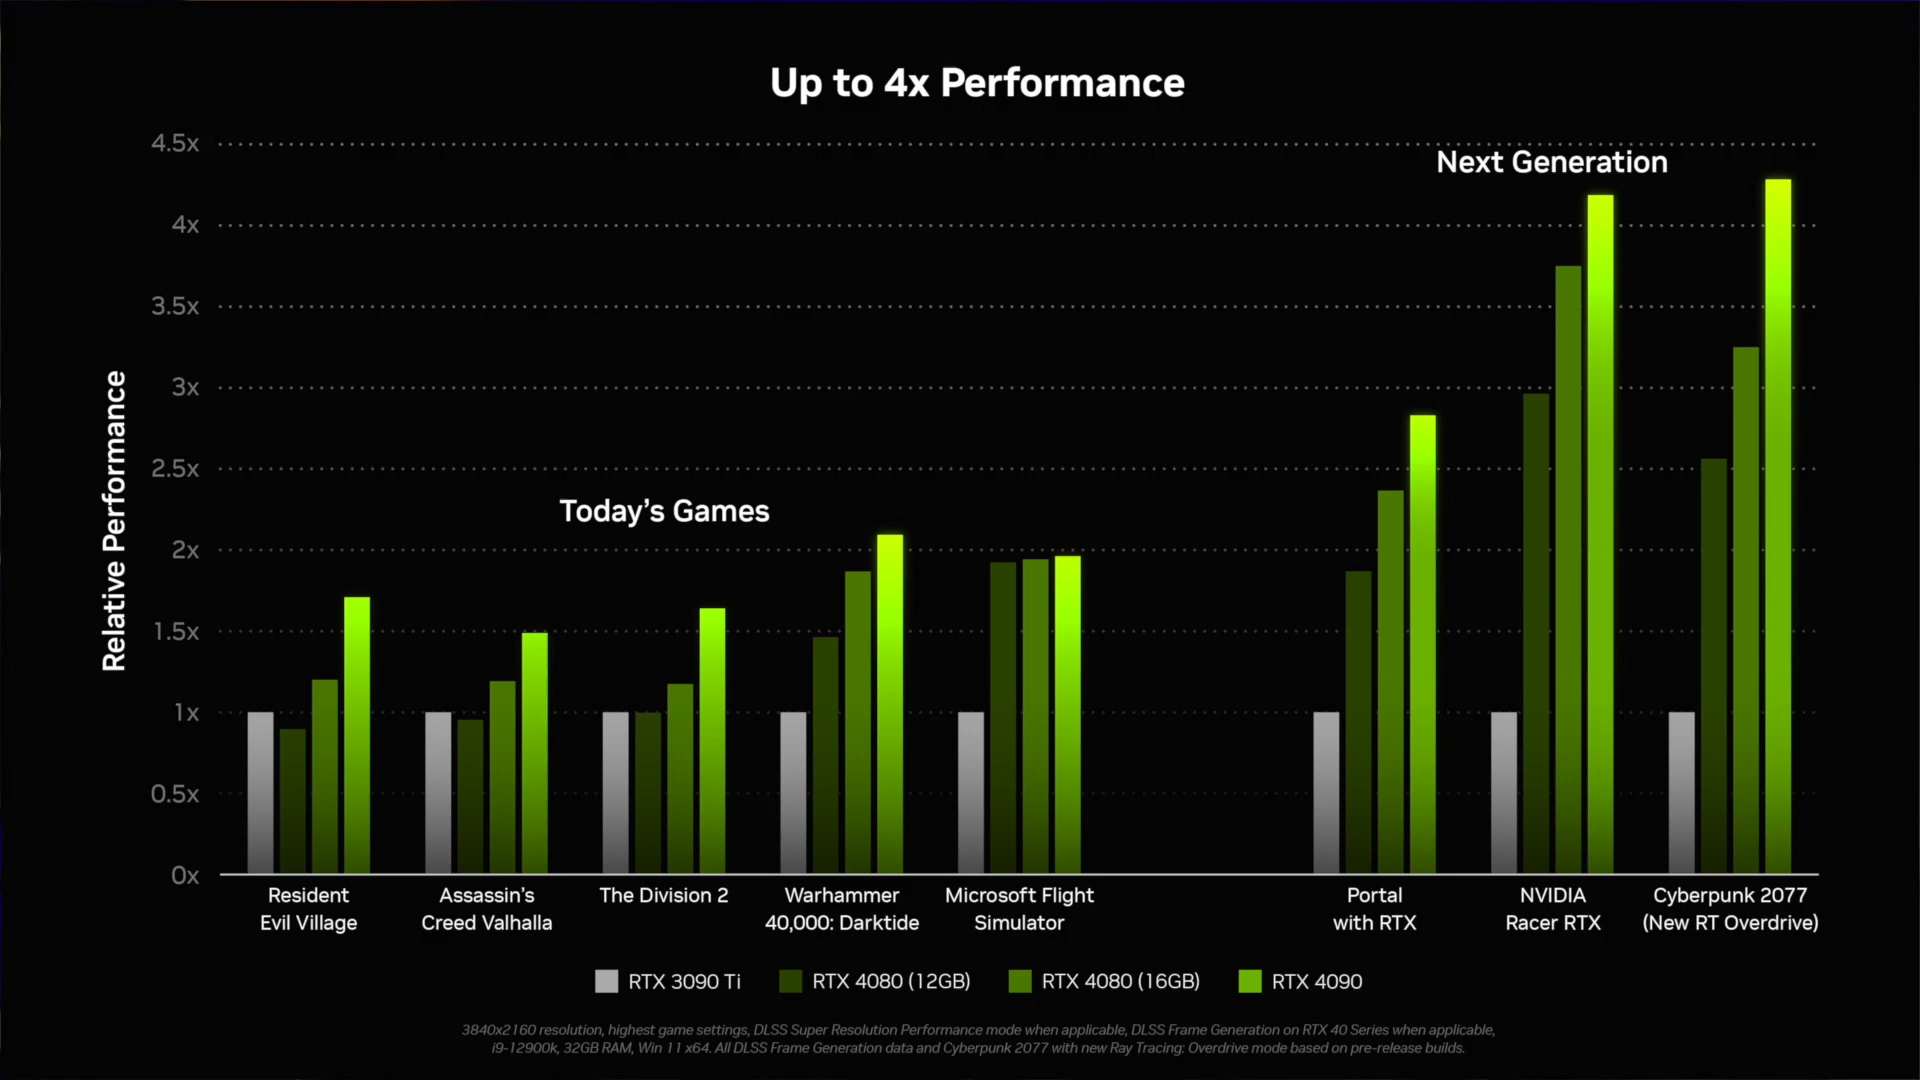 Up to 4x Performance
4.5x
4x
3.5x
3x
2.5x
2x
1.5x
1x
0.5x
0x
Relative Performance
Today’s Games
Next Generation
Resident
Evil Village
Assassin’s
Creed Valhalla
The Division 2
Warhammer
40,000: Darktide
Microsoft Flight
Simulator
Portal
with RTX
NVIDIA
Racer RTX
Cyberpunk 2077
(New RT Overdrive)
RTX 3090 Ti
RTX 4080 (12GB)
RTX 4080 (16GB)
RTX 4090
3840x2160 resolution, highest game settings, DLSS Super Resolution Performance mode when applicable, DLSS Frame Generation on RTX 40 Series when applicable,
i9-12900k, 32GB RAM, Win 11 x64. All DLSS Frame Generation data and Cyberpunk 2077 with new Ray Tracing: Overdrive mode based on pre-release builds.